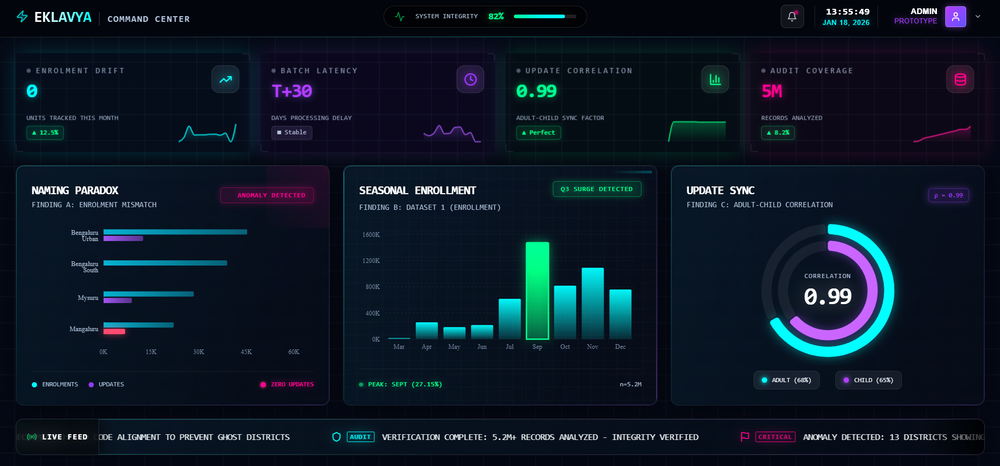 EKLAVYA
COMMAND CENTER
SYSTEM INTEGRITY 82%
13:55:49
JAN 18, 2026
ADMIN
PROTOTYPE
ENROLMENT DRIFT
0
UNITS TRACKED THIS MONTH
▲ 12.5%
BATCH LATENCY
T+30
DAYS PROCESSING DELAY
■ Stable
UPDATE CORRELATION
0.99
ADULT-CHILD SYNC FACTOR
▲ Perfect
AUDIT COVERAGE
5M
RECORDS ANALYZED
▲ 8.2%
NAMING PARADOX
FINDING A: ENROLMENT MISMATCH
ANOMALY DETECTED
Bengaluru
Urban
Bengaluru
South
Mysuru
Mangaluru
0K 15K 30K 45K 60K
ENROLMENTS
UPDATES
ZERO UPDATES
SEASONAL ENROLLMENT
FINDING B: DATASET 1 (ENROLLMENT)
Q3 SURGE DETECTED
1600K
1200K
800K
400K
0K
Mar Apr May Jun Jul Sep Oct Nov Dec
PEAK: SEPT (27.15%)
n=5.2M
UPDATE SYNC
FINDING C: ADULT-CHILD CORRELATION
ρ = 0.99
CORRELATION
0.99
ADULT (68%)
CHILD (65%)
LIVE FEED
CODE ALIGNMENT TO PREVENT GHOST DISTRICTS
AUDIT
VERIFICATION COMPLETE: 5.2M+ RECORDS ANALYZED - INTEGRITY VERIFIED
CRITICAL
ANOMALY DETECTED: 13 DISTRICTS SHOWING